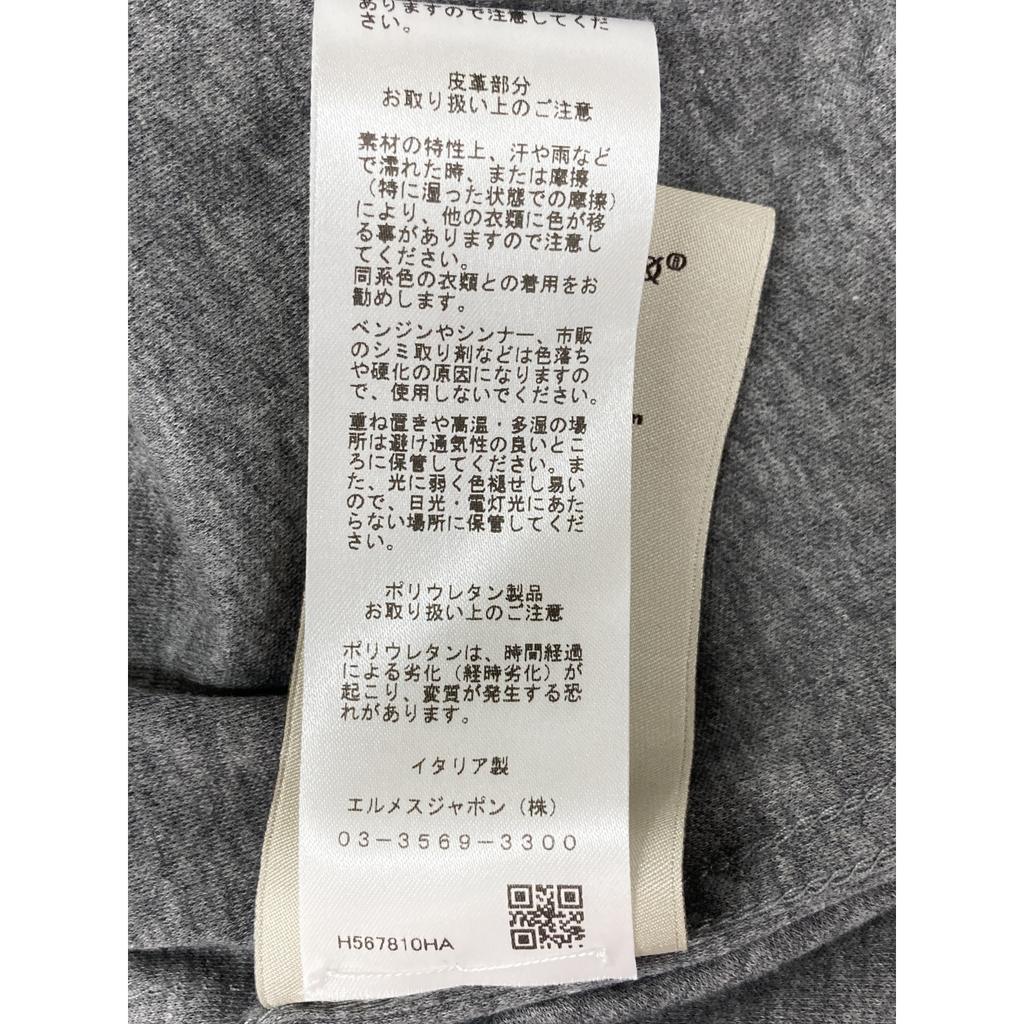 ありますので注意してくだ
さい。
皮革部分
お取り扱い上のご注意
素材の特性上、汗や雨など
で濡れた時、または摩擦
（特に湿った状態での摩擦）
により、他の衣類に色が移
る事がありますので注意し
てください。
同系色の衣類との着用をお
勧めします。
ベンジンやシンナー、市販
のシミ取り剤などは色落ち
や硬化の原因になりますの
で、使用しないでください。
重ね置きや高温・多湿の場
所は避け通気性の良いとこ
ろに保管してください。ま
た、光に弱く色褪せし易い
ので、日光・電灯光にあた
らない場所に保管してくだ
さい。
ポリウレタン製品
お取り扱い上のご注意
ポリウレタンは、時間経過
による劣化（経時劣化）が
起こり、変質が発生する恐
れがあります。
イタリア製
エルメスジャポン（株）
03-3569-3300
H567810HA